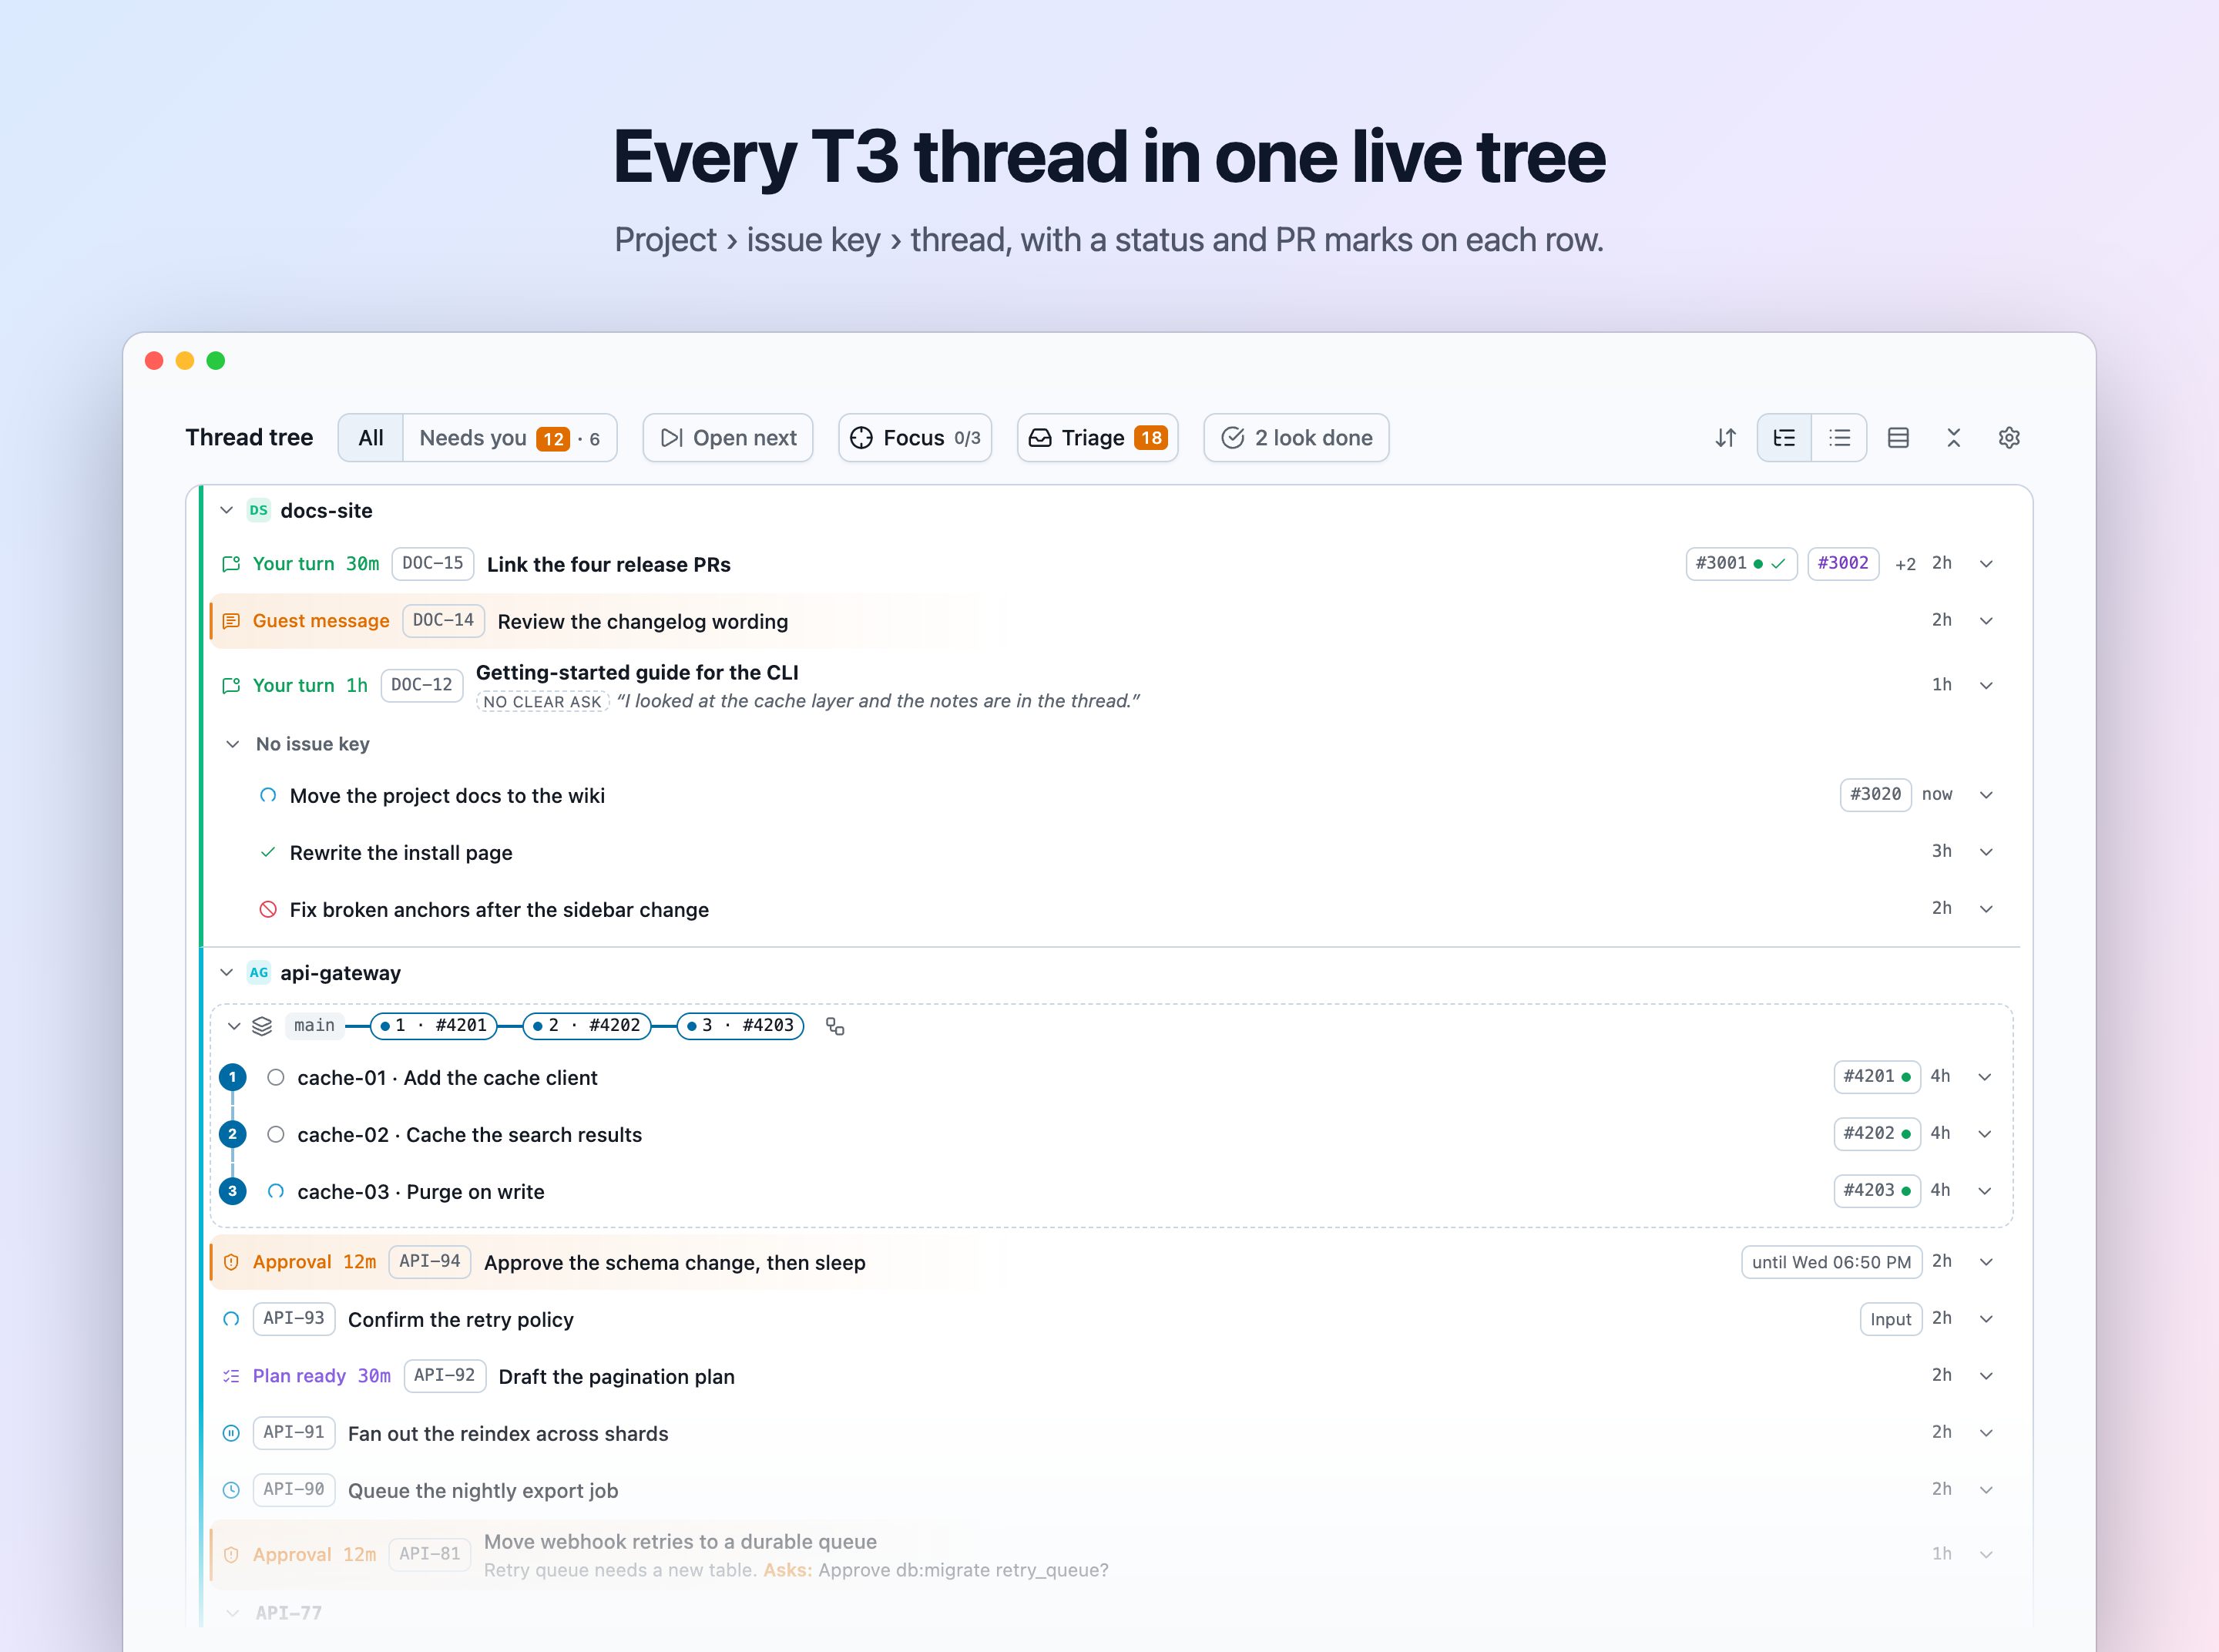 Every T3 thread in one live tree
Project › issue key › thread, with a status and PR marks on each row.
Thread tree All Needs you 12 · 6 Open next Focus 0/3 Triage 18 2 look done
DS docs-site
Your turn 30m DOC-15 Link the four release PRs #3001 #3002 +2 2h
Guest message DOC-14 Review the changelog wording 2h
Your turn 1h DOC-12 Getting-started guide for the CLI 1h
NO CLEAR ASK “I looked at the cache layer and the notes are in the thread.”
No issue key
Move the project docs to the wiki #3020 now
Rewrite the install page 3h
Fix broken anchors after the sidebar change 2h
AG api-gateway
main 1 · #4201 2 · #4202 3 · #4203
1 cache-01 · Add the cache client #4201 4h
2 cache-02 · Cache the search results #4202 4h
3 cache-03 · Purge on write #4203 4h
Approval 12m API-94 Approve the schema change, then sleep until Wed 06:50 PM 2h
API-93 Confirm the retry policy Input 2h
Plan ready 30m API-92 Draft the pagination plan 2h
API-91 Fan out the reindex across shards 2h
API-90 Queue the nightly export job 2h
Approval 12m API-81 Move webhook retries to a durable queue 1h
Retry queue needs a new table. Asks: Approve db:migrate retry_queue?
API-77